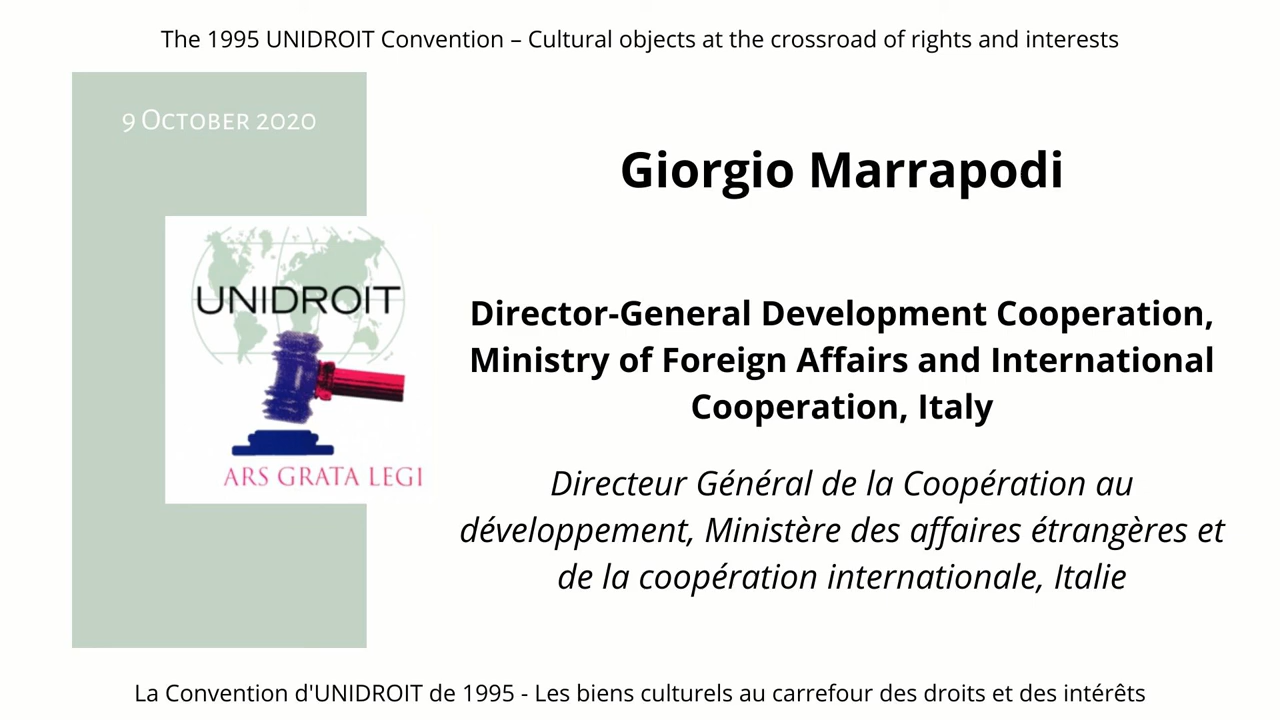 The 1995 UNIDROIT Convention – Cultural objects at the crossroad of rights and interests
9 October 2020
UNIDROIT
ARS GRATA LEGI
Giorgio Marrapodi
Director-General Development Cooperation,
Ministry of Foreign Affairs and International
Cooperation, Italy
Directeur Général de la Coopération au
développement, Ministère des affaires étrangères et
de la coopération internationale, Italie
La Convention d'UNIDROIT de 1995 - Les biens culturels au carrefour des droits et des intérêts